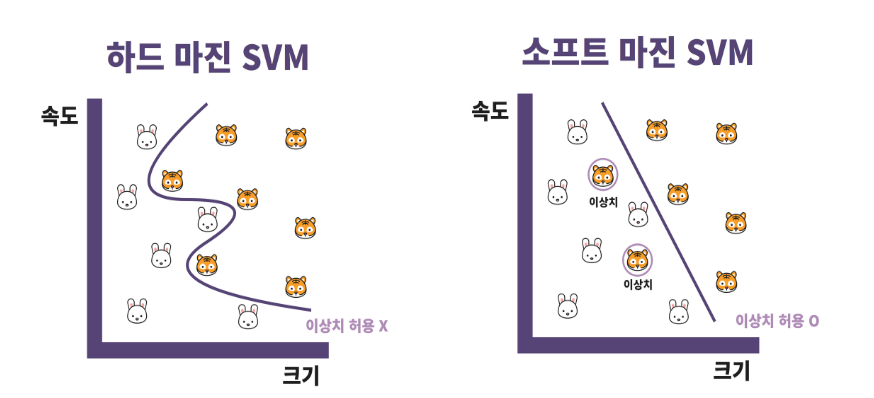 하드 마진 SVM
속도
이상치 허용 X
크기
소프트 마진 SVM
속도
이상치
이상치
이상치 허용 O
크기